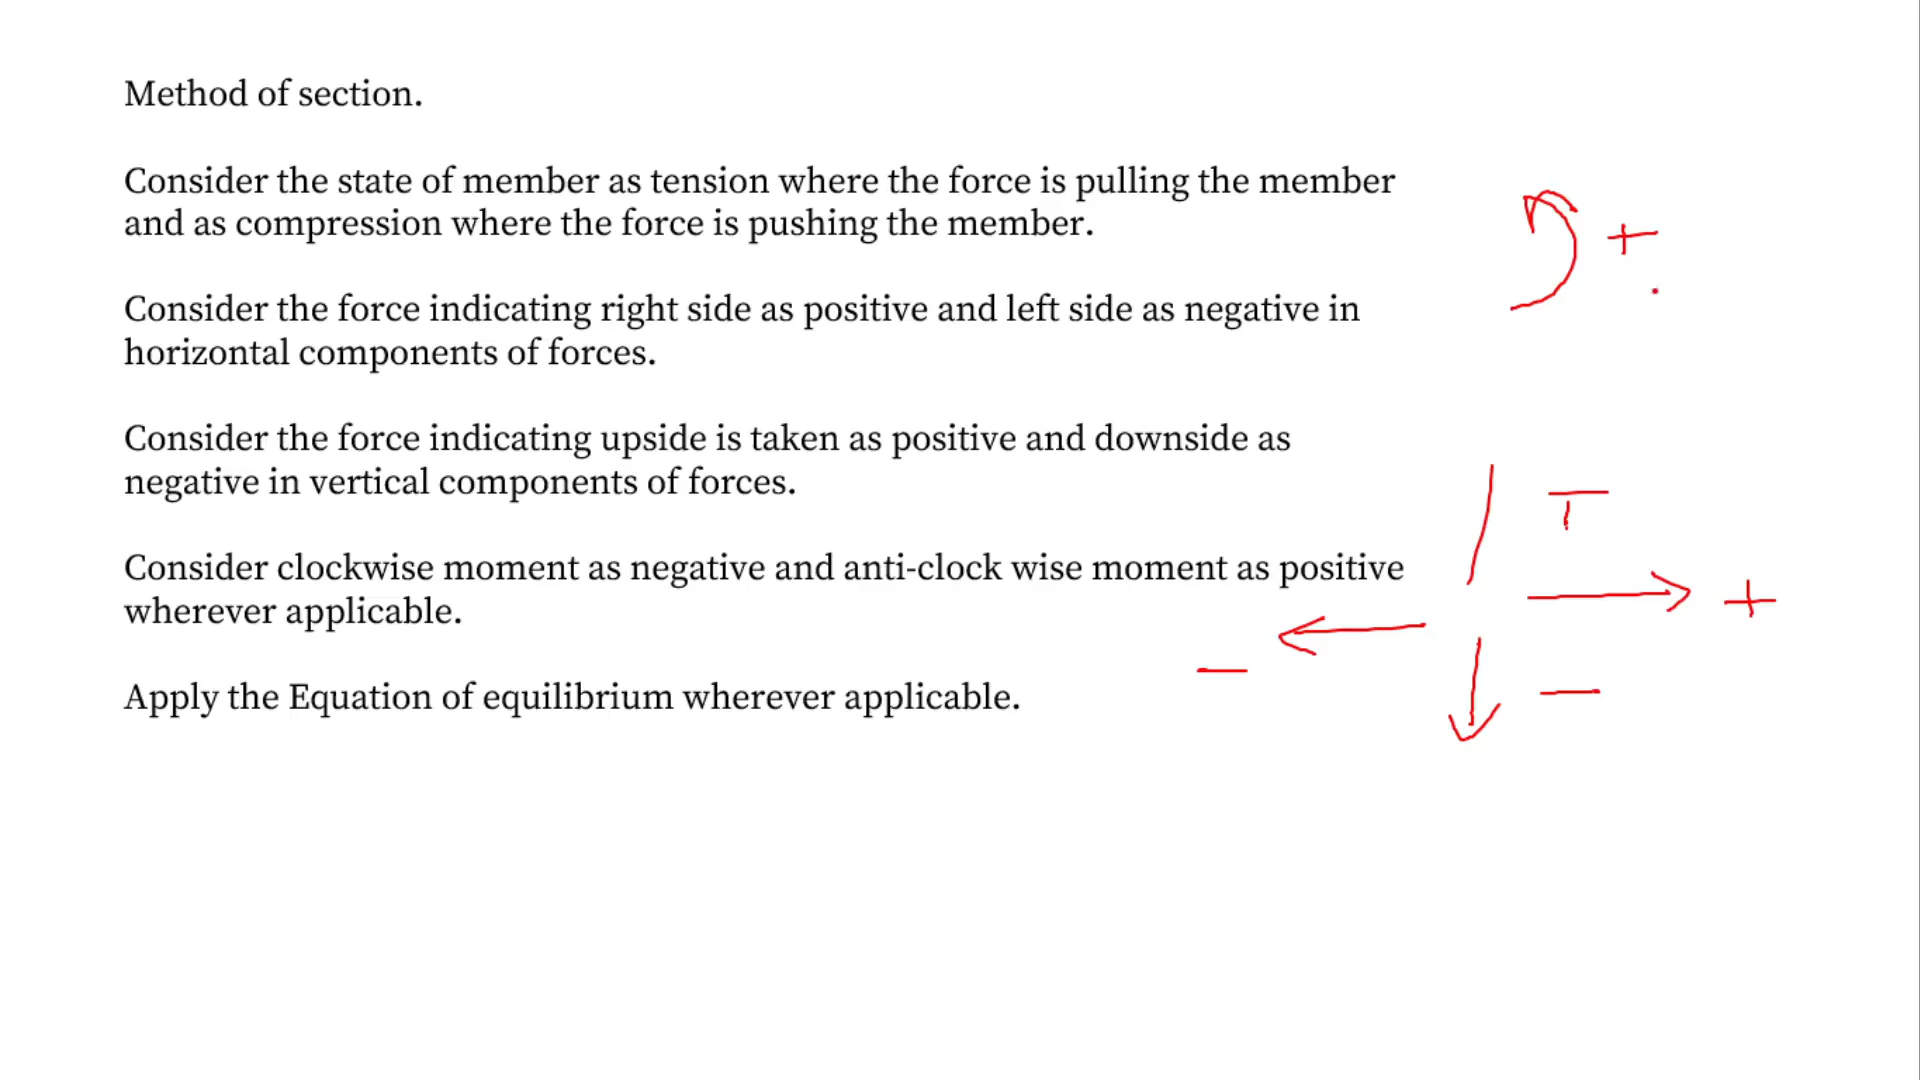 Method of section.
Consider the state of member as tension where the force is pulling the member
and as compression where the force is pushing the member.
Consider the force indicating right side as positive and left side as negative in
horizontal components of forces.
Consider the force indicating upside is taken as positive and downside as
negative in vertical components of forces.
Consider clockwise moment as negative and anti-clock wise moment as positive
wherever applicable.
Apply the Equation of equilibrium wherever applicable.
+
+
−
−